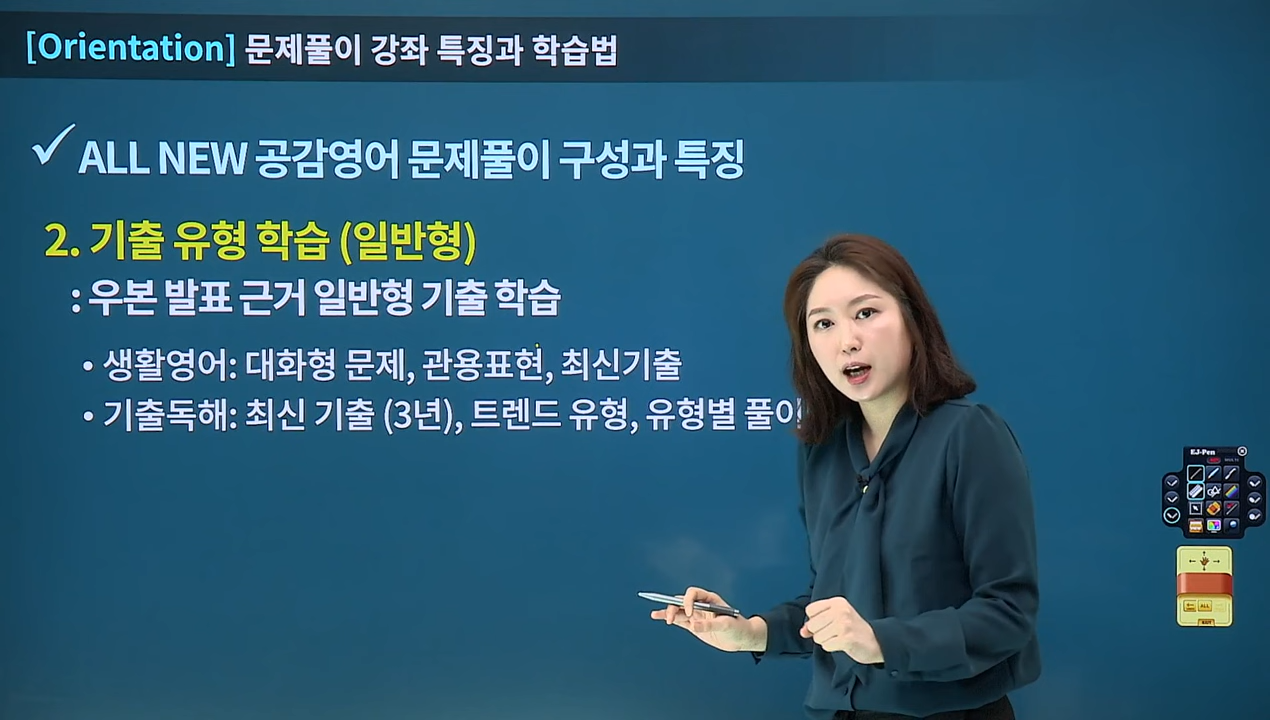 [Orientation] 문제풀이 강좌 특징과 학습법
ALL NEW 공감영어 문제풀이 구성과 특징
2. 기출 유형 학습 (일반형)
: 우본 발표 근거 일반형 기출 학습
• 생활영어: 대화형 문제, 관용표현, 최신기출
• 기출독해: 최신 기출 (3년), 트렌드 유형, 유형별 풀이
EJ-Pen
ALL
EXIT